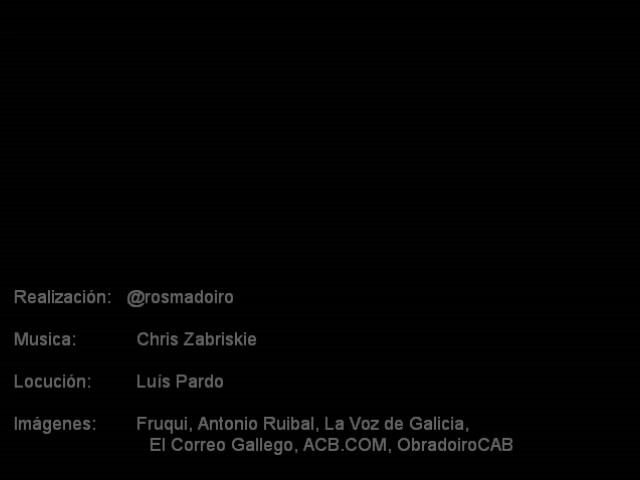 Realización: @rosmadoiro
Musica: Chris Zabriskie
Locución: Luís Pardo
Imágenes: Fruqui, Antonio Ruibal, La Voz de Galicia,
El Correo Gallego, ACB.COM, ObradoiroCAB